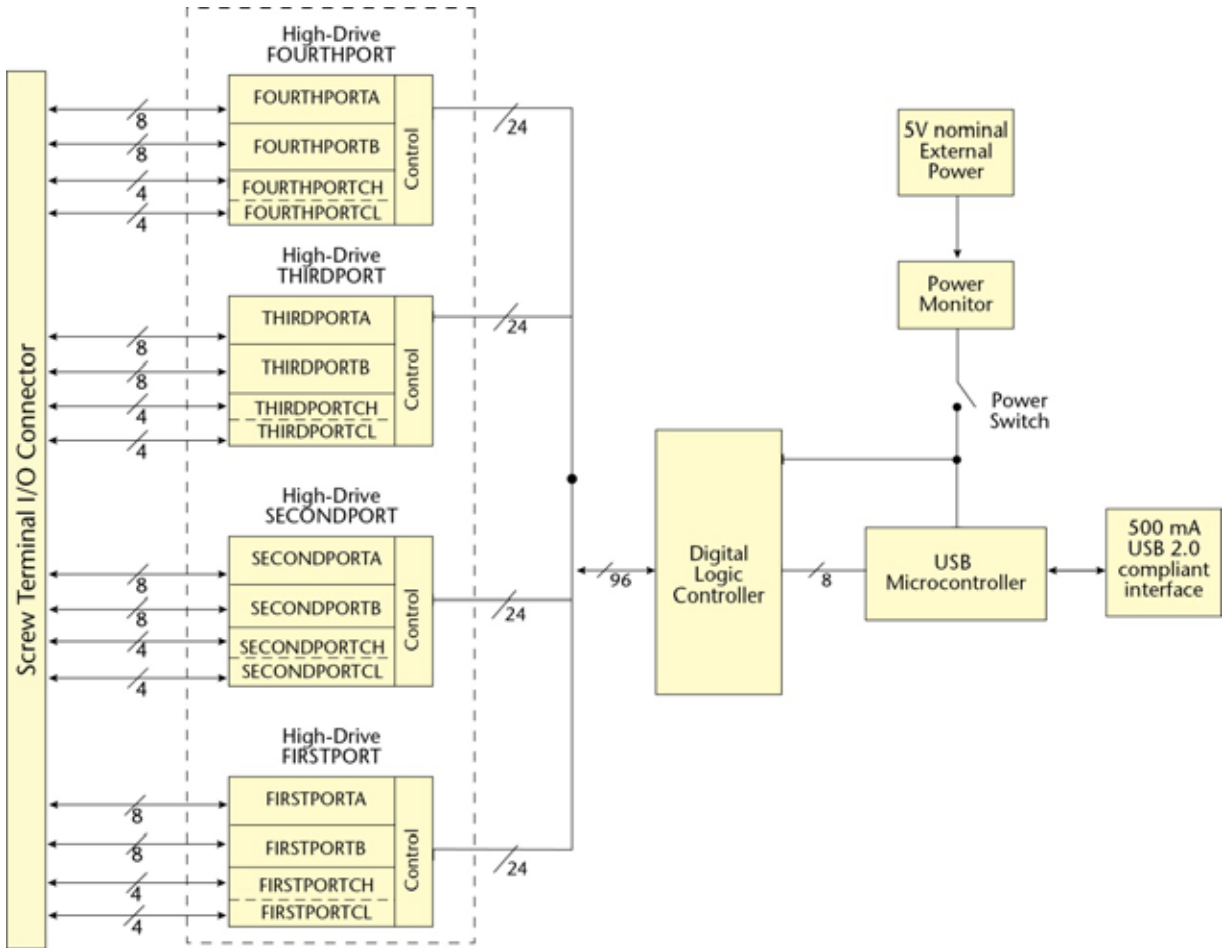 Screw Terminal I/O Connector
High-Drive
FOURTHPORT
FOURTHPORTA
FOURTHPORTB
FOURTHPORTCH
FOURTHPORTCL
Control
8
8
4
4
24
High-Drive
THIRDPORT
THIRDPORTA
THIRDPORTB
THIRDPORTCH
THIRDPORTCL
Control
8
8
4
4
24
High-Drive
SECONDPORT
SECONDPORTA
SECONDPORTB
SECONDPORTCH
SECONDPORTCL
Control
8
8
4
4
24
High-Drive
FIRSTPORT
FIRSTPORTA
FIRSTPORTB
FIRSTPORTCH
FIRSTPORTCL
Control
8
8
4
4
24
96
Digital
Logic
Controller
8
5V nominal
External
Power
Power
Monitor
Power
Switch
USB
Microcontroller
500 mA
USB 2.0
compliant
interface